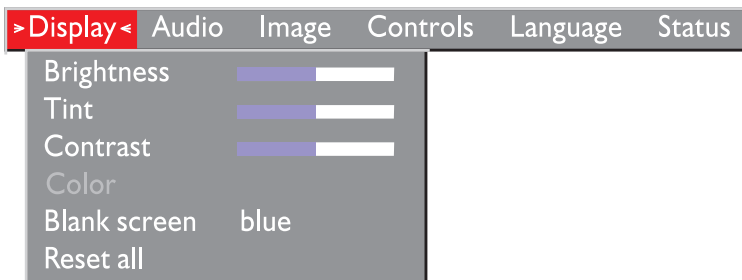 >Display< Audio Image Controls Language Status
Brightness
Tint
Contrast
Color
Blank screen blue
Reset all